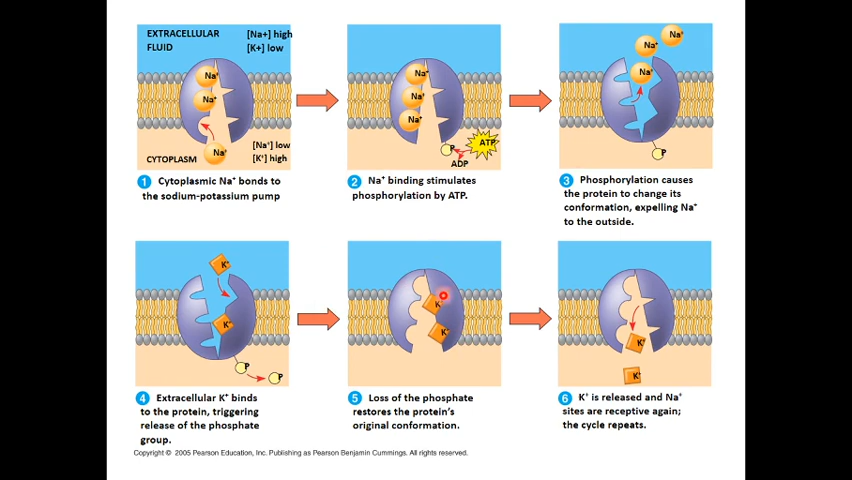 EXTRACELLULAR
FLUID
[Na+] high
[K+] low
Na⁺
Na⁺
Na⁺
[Na⁺] low
[K⁺] high
CYTOPLASM
Na⁺
Na⁺
Na⁺
P
ATP
ADP
Na⁺
Na⁺
Na⁺
P
1 Cytoplasmic Na⁺ bonds to
the sodium-potassium pump
2 Na⁺ binding stimulates
phosphorylation by ATP.
3 Phosphorylation causes
the protein to change its
conformation, expelling Na⁺
to the outside.
K⁺
K⁺
P
P
K⁺
K⁺
K⁺
K⁺
4 Extracellular K⁺ binds
to the protein, triggering
release of the phosphate
group.
5 Loss of the phosphate
restores the protein's
original conformation.
6 K⁺ is released and Na⁺
sites are receptive again;
the cycle repeats.
Copyright © 2005 Pearson Education, Inc. Publishing as Pearson Benjamin Cummings. All rights reserved.